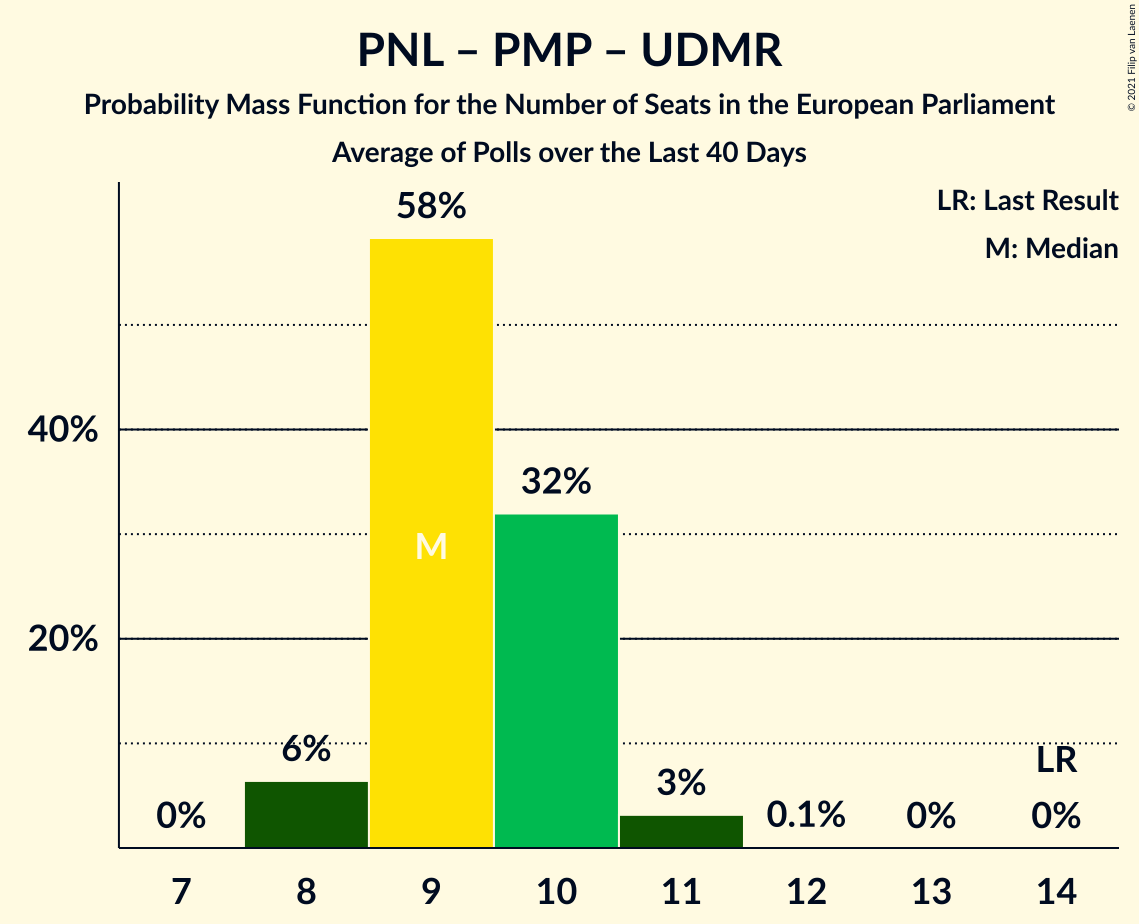 PNL – PMP – UDMR
Probability Mass Function for the Number of Seats in the European Parliament
Average of Polls over the Last 40 Days
© 2021 Filip van Laenen
LR: Last Result
M: Median
58%
40%
32%
M
20%
6%
LR
3%
0%
0.1%
0%
0%
7 8 9 10 11 12 13 14